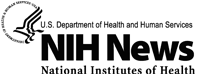 U.S. Department of Health and Human Services
NIH News
National Institutes of Health